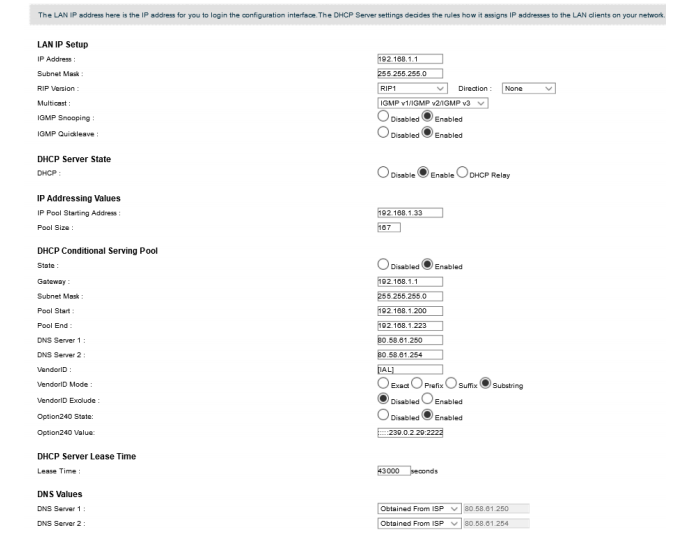 The LAN IP address here is the IP address for you to login the configuration interface.The DHCP Server settings decides the rules how it assigns IP addresses to the LAN clients on your network.
LAN IP Setup
IP Address : 192.168.1.1
Subnet Mask : 255.255.255.0
RIP Version : RIP1 Direction : None
Multicast : IGMP v1/IGMP v2/IGMP v3
IGMP Snooping : Disabled Enabled
IGMP Quickleave : Disabled Enabled
DHCP Server State
DHCP : Disable Enable DHCP Relay
IP Addressing Values
IP Pool Starting Address : 192.168.1.33
Pool Size : 167
DHCP Conditional Serving Pool
State : Disabled Enabled
Gateway : 192.168.1.1
Subnet Mask : 255.255.255.0
Pool Start : 192.168.1.200
Pool End : 192.168.1.223
DNS Server 1 : 80.58.61.250
DNS Server 2 : 80.58.61.254
VendorID : [IAL]
VendorID Mode : Exact Prefix Suffix Substring
VendorID Exclude : Disabled Enabled
Option240 State: Disabled Enabled
Option240 Value: :::::239.0.2.29:2222
DHCP Server Lease Time
Lease Time : 43000 seconds
DNS Values
DNS Server 1 : Obtained From ISP 80.58.61.250
DNS Server 2 : Obtained From ISP 80.58.61.254